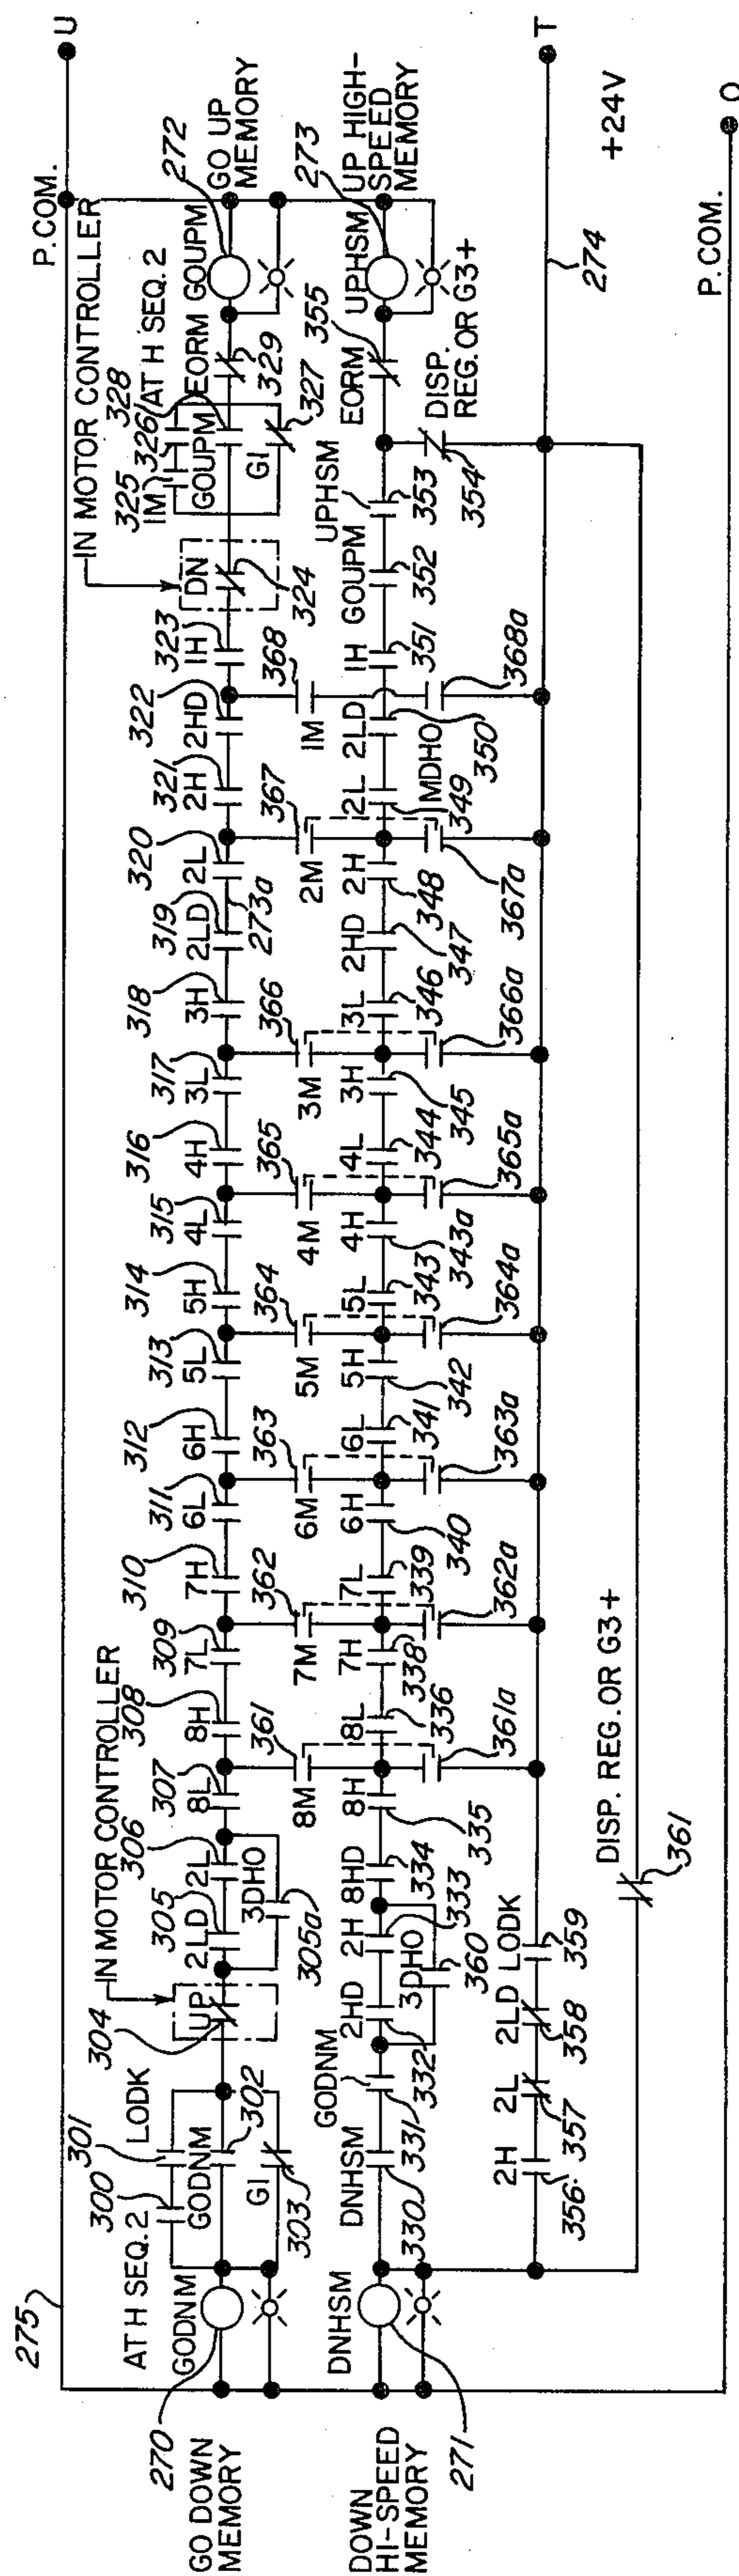 U
P. COM.
275
IN MOTOR CONTROLLER
IN MOTOR CONTROLLER
AT H SEQ. 2
300
301
LODK
GODNM
302
GI
303
304
UP
305
2LD
306
2L
3DHO
305a
307
8L
308
8H
309
7L
310
7H
311
6L
312
6H
313
5L
314
5H
315
4L
316
4H
317
3L
318
3H
319
2LD
320
2L
273a
321
2H
322
2HD
323
1H
DN
324
325
1M
326
GOUPM
328
AT H SEQ. 2
GI
327
EORM
329
GOUPM
272
GO UP
MEMORY
GODNM
270
GO DOWN
MEMORY
361
8M
362
7M
363
6M
364
5M
365
4M
366
3M
367
2M
368
1M
DNHSM
271
DOWN
HI-SPEED
MEMORY
DNHSM
330
GODNM
331
2HD
332
2H
333
3DHO
360
8HD
334
8H
335
8L
336
7H
338
7L
339
6H
340
6L
341
5H
342
5L
343
4H
343a
4L
344
3H
345
3L
346
2HD
347
2H
348
2L
349
MDHO
2LD
350
1H
351
GOUPM
352
UPHSM
353
354
DISP.
REG. OR G3+
EORM
355
UPHSM
273
UP HIGH-
SPEED
MEMORY
361a
362a
363a
364a
365a
366a
367a
368a
2H
356
2L
357
2LD
358
LODK
359
274
T
+24V
DISP. REG. OR G3+
361
P. COM.
O